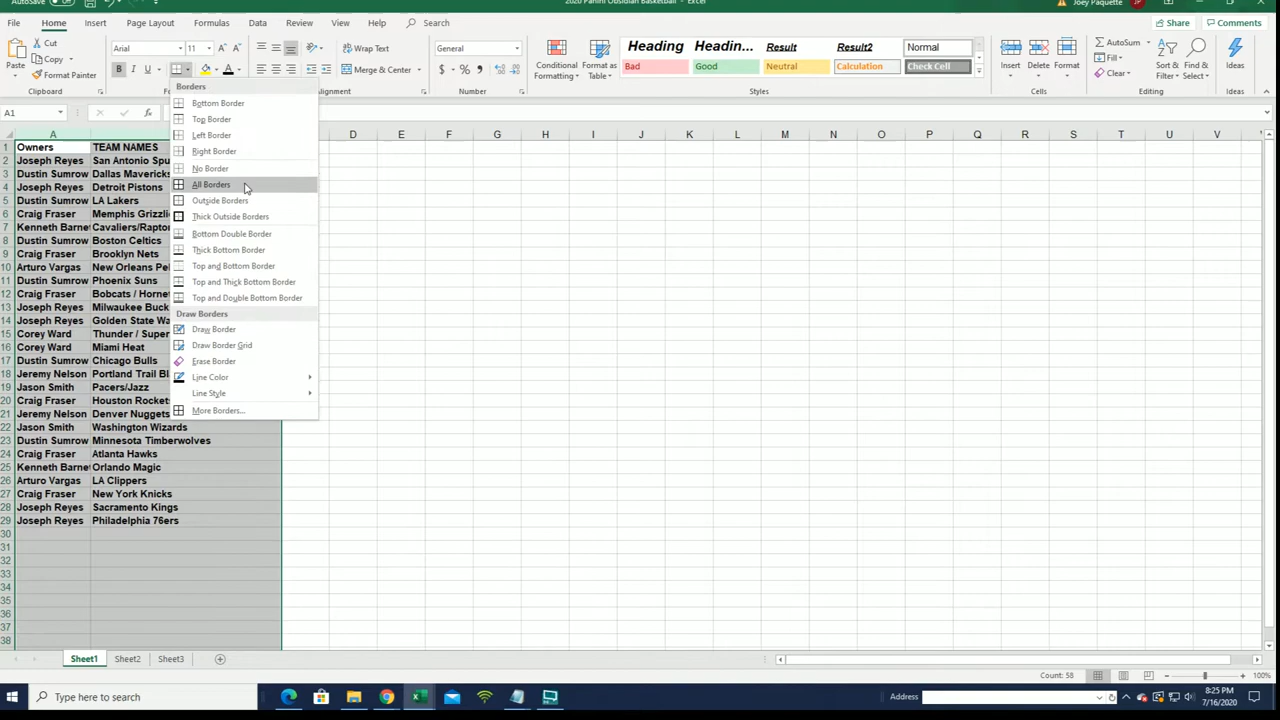 AutoSave
2020 Panini Obsidian Basketball - Excel
Joey Paquette
File Home Insert Page Layout Formulas Data Review View Help Search Share Comments
Paste Cut Copy Format Painter Clipboard
Arial 11 A A
B I U A
Wrap Text
Merge & Center
Alignment
General
$ % 9
Number
Conditional Formatting
Format as Table
Heading Headin... Result Result2 Normal
Bad Good Neutral Calculation Check Cell
Styles
Insert Delete Format
Cells
AutoSum
Fill
Clear
Sort & Filter
Find & Select
Editing
Ideas
Ideas
A1 fx
A D E F G H I J K L M N O P Q R S T U V
1 Owners TEAM NAMES
2 Joseph Reyes San Antonio Spu
3 Dustin Sumrow Dallas Mavericks
4 Joseph Reyes Detroit Pistons
5 Dustin Sumrow LA Lakers
6 Craig Fraser Memphis Grizzli
7 Kenneth Barnet Cavaliers/Rapto
8 Dustin Sumrow Boston Celtics
9 Craig Fraser Brooklyn Nets
10 Arturo Vargas New Orleans Pel
11 Dustin Sumrow Phoenix Suns
12 Craig Fraser Bobcats / Horne
13 Joseph Reyes Milwaukee Buck
14 Joseph Reyes Golden State Wa
15 Corey Ward Thunder / Super
16 Corey Ward Miami Heat
17 Dustin Sumrow Chicago Bulls
18 Jeremy Nelson Portland Trail Bl
19 Jason Smith Pacers/Jazz
20 Craig Fraser Houston Rocket
21 Jeremy Nelson Denver Nuggets
22 Jason Smith Washington Wizards
23 Dustin Sumrow Minnesota Timberwolves
24 Craig Fraser Atlanta Hawks
25 Kenneth Barnet Orlando Magic
26 Arturo Vargas LA Clippers
27 Craig Fraser New York Knicks
28 Joseph Reyes Sacramento Kings
29 Joseph Reyes Philadelphia 76ers
30
31
32
33
34
35
36
37
38
Borders
Bottom Border
Top Border
Left Border
Right Border
No Border
All Borders
Outside Borders
Thick Outside Borders
Bottom Double Border
Thick Bottom Border
Top and Bottom Border
Top and Thick Bottom Border
Top and Double Bottom Border
Draw Borders
Draw Border
Draw Border Grid
Erase Border
Line Color
Line Style
More Borders...
Sheet1 Sheet2 Sheet3
Count: 58 100%
Type here to search
Address
8:25 PM
7/16/2020